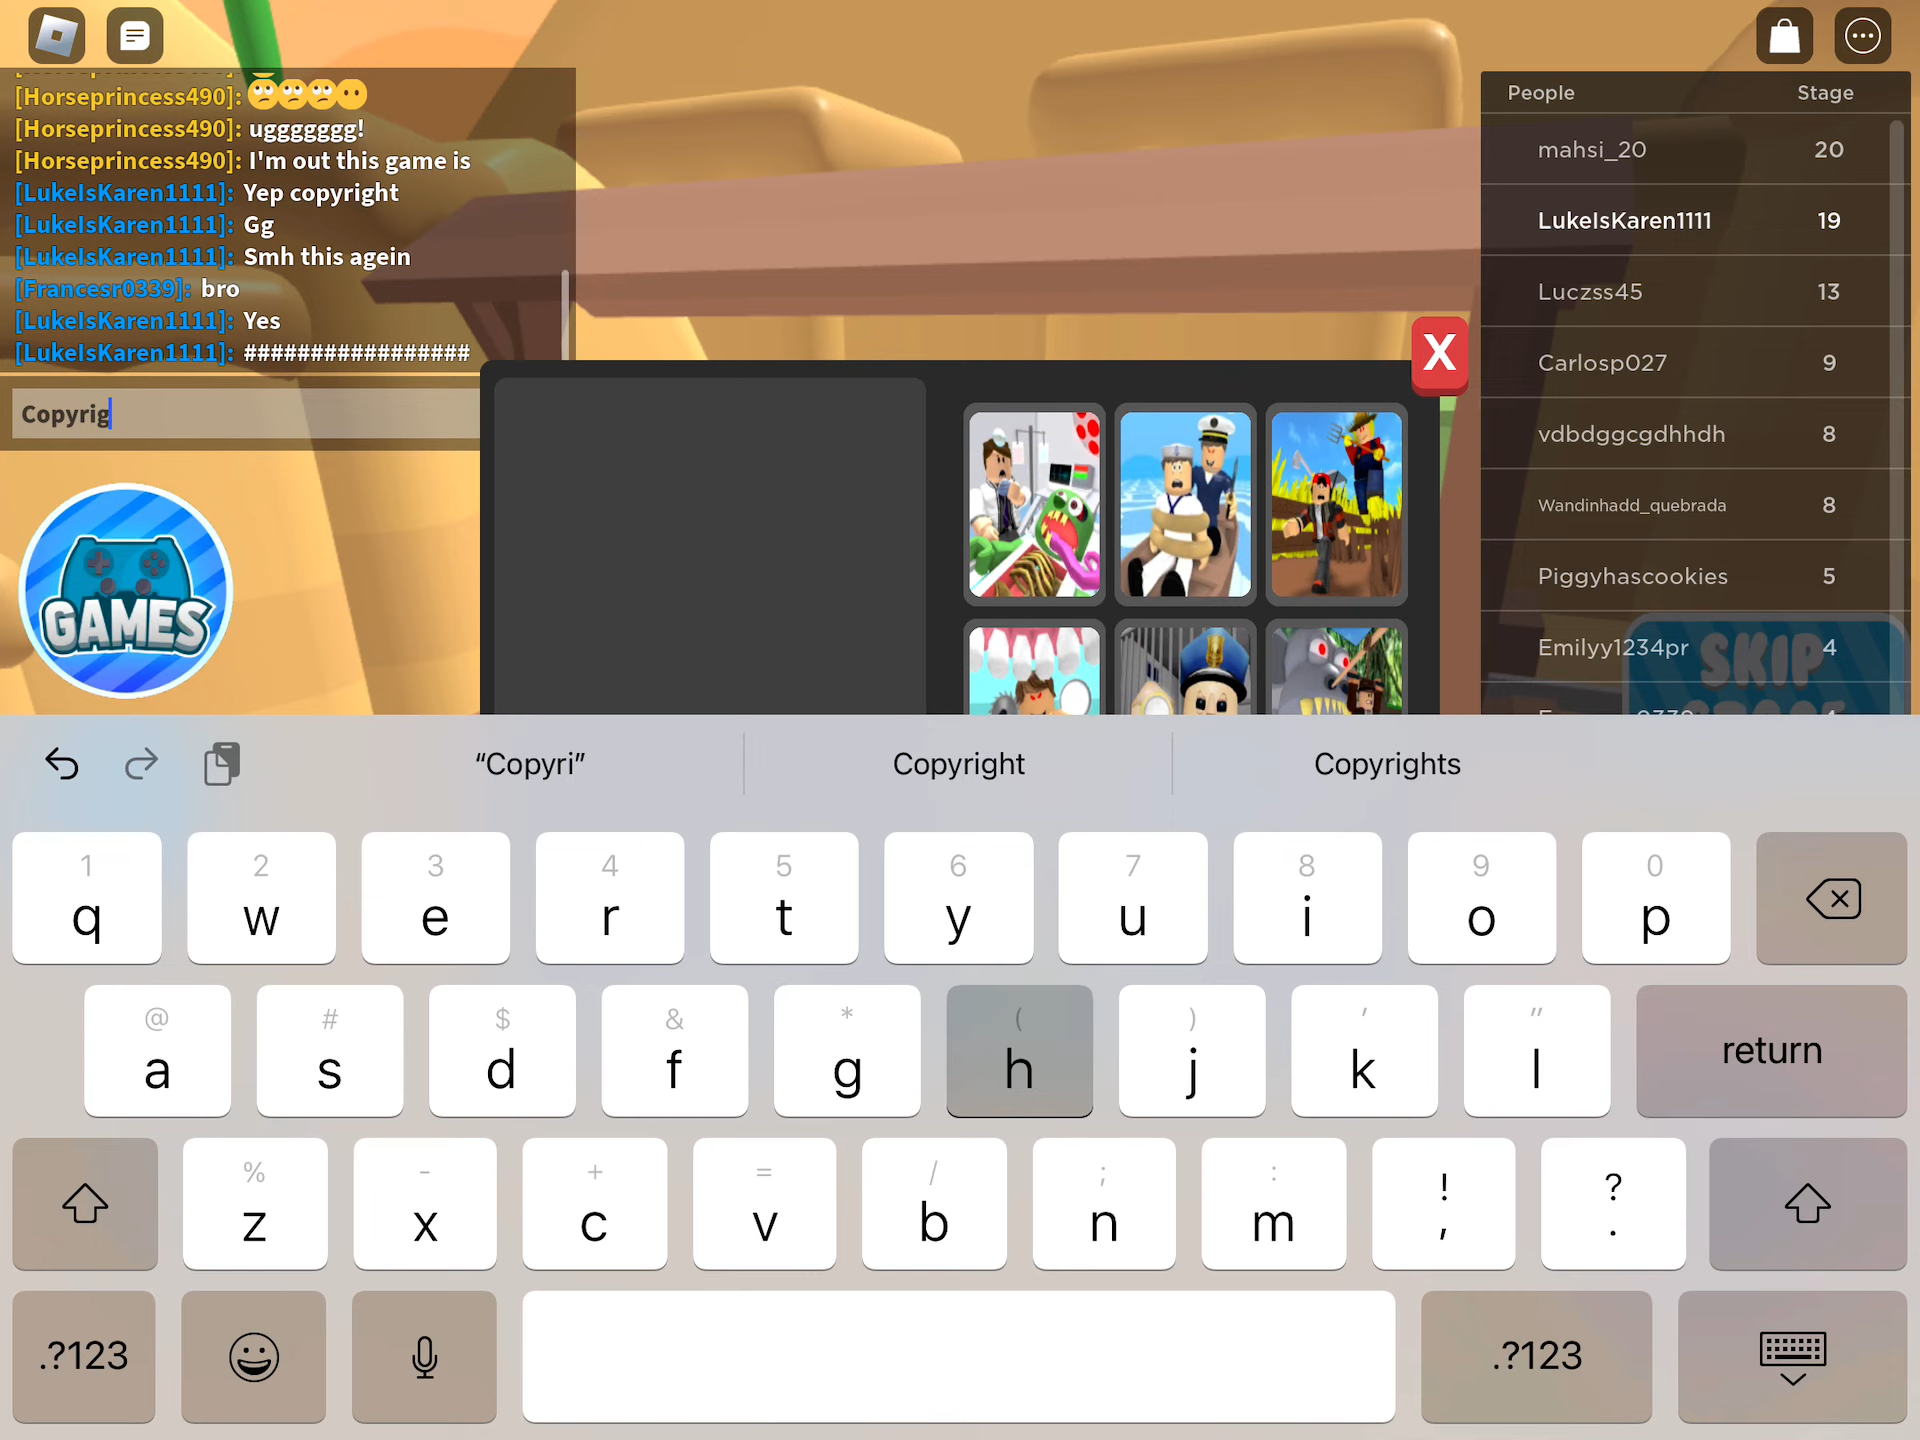 [Horseprincess490]: 🙄🙄🙄😶
[Horseprincess490]: uggggggg!
[Horseprincess490]: I'm out this game is
[LukeIsKaren1111]: Yep copyright
[LukeIsKaren1111]: Gg
[LukeIsKaren1111]: Smh this agein
[Francesr0339]: bro
[LukeIsKaren1111]: Yes
[LukeIsKaren1111]: #################
Copyrig
GAMES
X
People Stage
mahsi_20 20
LukeIsKaren1111 19
Luczss45 13
Carlosp027 9
vdbdggcgdhhdh 8
Wandinhadd_quebrada 8
Piggyhascookies 5
Emilyy1234pr 4
SKIP
“Copyri” Copyright Copyrights
1 2 3 4 5 6 7 8 9 0
q w e r t y u i o p
@ # $ & * ( ) ' "
a s d f g h j k l return
% - + = / ; : ! ?
z x c v b n m , .
.?123 .?123